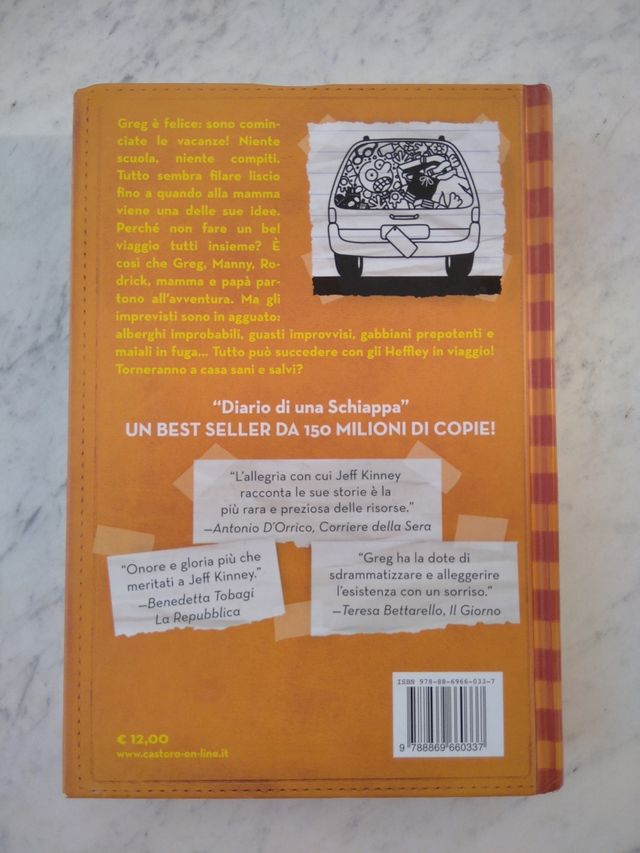 Greg è felice: sono comin-
ciate le vacanze! Niente
scuola, niente compiti.
Tutto sembra filare liscio
fino a quando alla mamma
viene una delle sue idee.
Perché non fare un bel
viaggio tutti insieme? È
così che Greg, Manny, Ro-
drick, mamma e papà par-
tono all'avventura. Ma gli
imprevisti sono in agguato:
alberghi improbabili, guasti improvvisi, gabbiani prepotenti e
maiali in fuga... Tutto può succedere con gli Heffley in viaggio!
Torneranno a casa sani e salvi?
“Diario di una Schiappa”
UN BEST SELLER DA 150 MILIONI DI COPIE!
“L'allegria con cui Jeff Kinney
racconta le sue storie è la
più rara e preziosa delle risorse.”
—Antonio D'Orrico, Corriere della Sera
“Onore e gloria più che
meritati a Jeff Kinney.”
—Benedetta Tobagi
La Repubblica
“Greg ha la dote di
sdrammatizzare e alleggerire
l'esistenza con un sorriso.”
—Teresa Bettarello, Il Giorno
ISBN 978-88-6966-033-7
9 788869 660337
€ 12,00
www.castoro-on-line.it